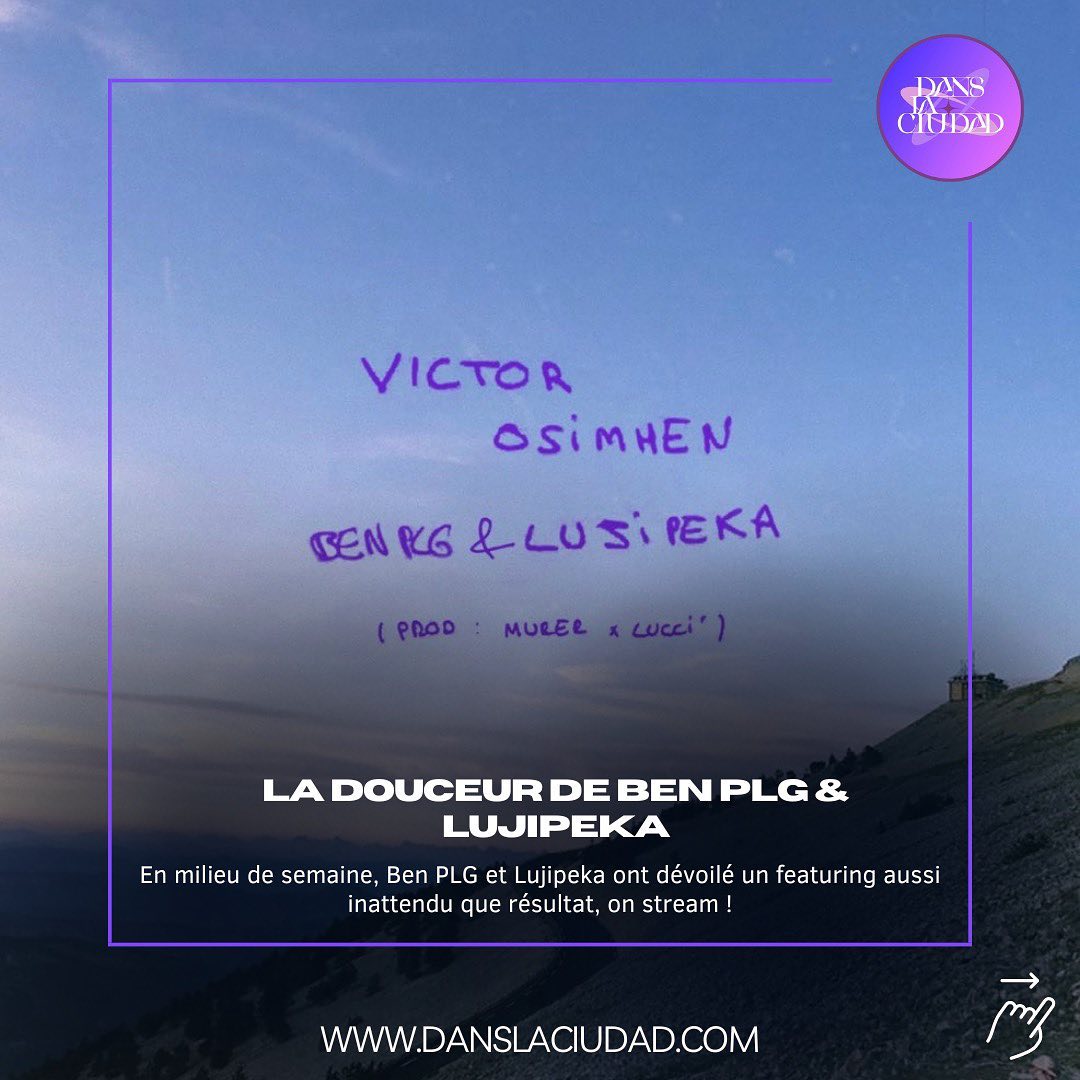 DANS
LA
CIUDAD
VICTOR
OSiMHEN
BEN PLG & LUJiPEKA
( PROD : MURER x LUCCi' )
LA DOUCEUR DE BEN PLG &
LUJIPEKA
En milieu de semaine, Ben PLG et Lujipeka ont dévoilé un featuring aussi
inattendu que résultat, on stream !
WWW.DANSLACIUDAD.COM